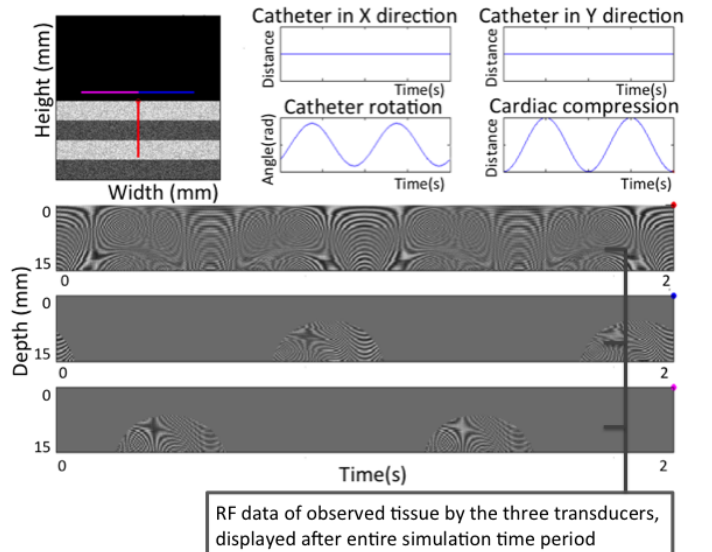 Catheter in X direction
Catheter in Y direction
Height (mm)
Distance
Time(s)
Distance
Time(s)
Catheter rotation
Cardiac compression
Angle(rad)
Time(s)
Distance
Time(s)
Width (mm)
Depth (mm)
0
15
0
2
0
15
0
2
0
15
0
2
Time(s)
RF data of observed tissue by the three transducers,
displayed after entire simulation time period